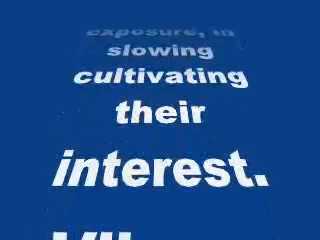 exposure, in
slowing
cultivating
their
interest.